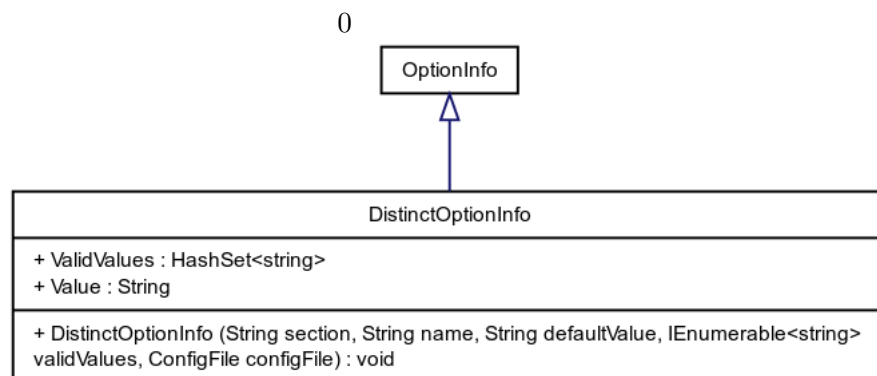 0
OptionInfo
DistinctOptionInfo
+ ValidValues : HashSet<string>
+ Value : String
+ DistinctOptionInfo (String section, String name, String defaultValue, IEnumerable<string>
validValues, ConfigFile configFile) : void